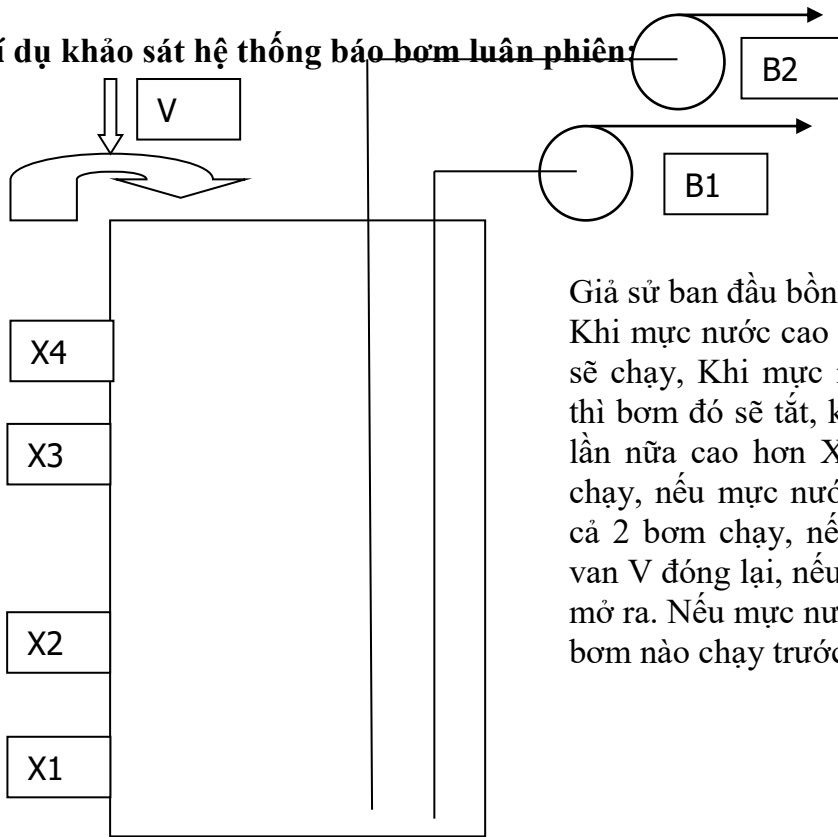 í dụ khảo sát hệ thống báo bơm luân phiên:
B2
V
B1
Giả sử ban đầu bồn
Khi mực nước cao
sẽ chạy, Khi mực
thì bơm đó sẽ tắt, k
lần nữa cao hơn X
chạy, nếu mực nướ
cả 2 bơm chạy, nế
van V đóng lại, nếu
mở ra. Nếu mực nư
bơm nào chạy trước
X4
X3
X2
X1